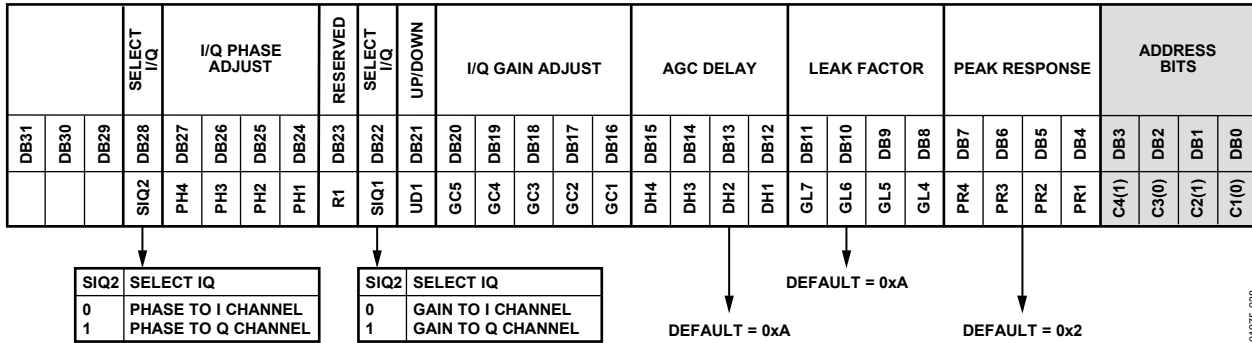 SELECT I/Q
I/Q PHASE ADJUST
RESERVED
SELECT I/Q
UP/DOWN
I/Q GAIN ADJUST
AGC DELAY
LEAK FACTOR
PEAK RESPONSE
ADDRESS BITS
DB31 DB30 DB29 DB28 DB27 DB26 DB25 DB24 DB23 DB22 DB21 DB20 DB19 DB18 DB17 DB16 DB15 DB14 DB13 DB12 DB11 DB10 DB9 DB8 DB7 DB6 DB5 DB4 DB3 DB2 DB1 DB0
SIQ2 PH4 PH3 PH2 PH1 R1 SIQ1 UD1 GC5 GC4 GC3 GC2 GC1 DH4 DH3 DH2 DH1 GL7 GL6 GL5 GL4 PR4 PR3 PR2 PR1 C4(1) C3(0) C2(1) C1(0)
SIQ2 SELECT IQ
0 PHASE TO I CHANNEL
1 PHASE TO Q CHANNEL
SIQ2 SELECT IQ
0 GAIN TO I CHANNEL
1 GAIN TO Q CHANNEL
DEFAULT = 0xA
DEFAULT = 0xA
DEFAULT = 0x2